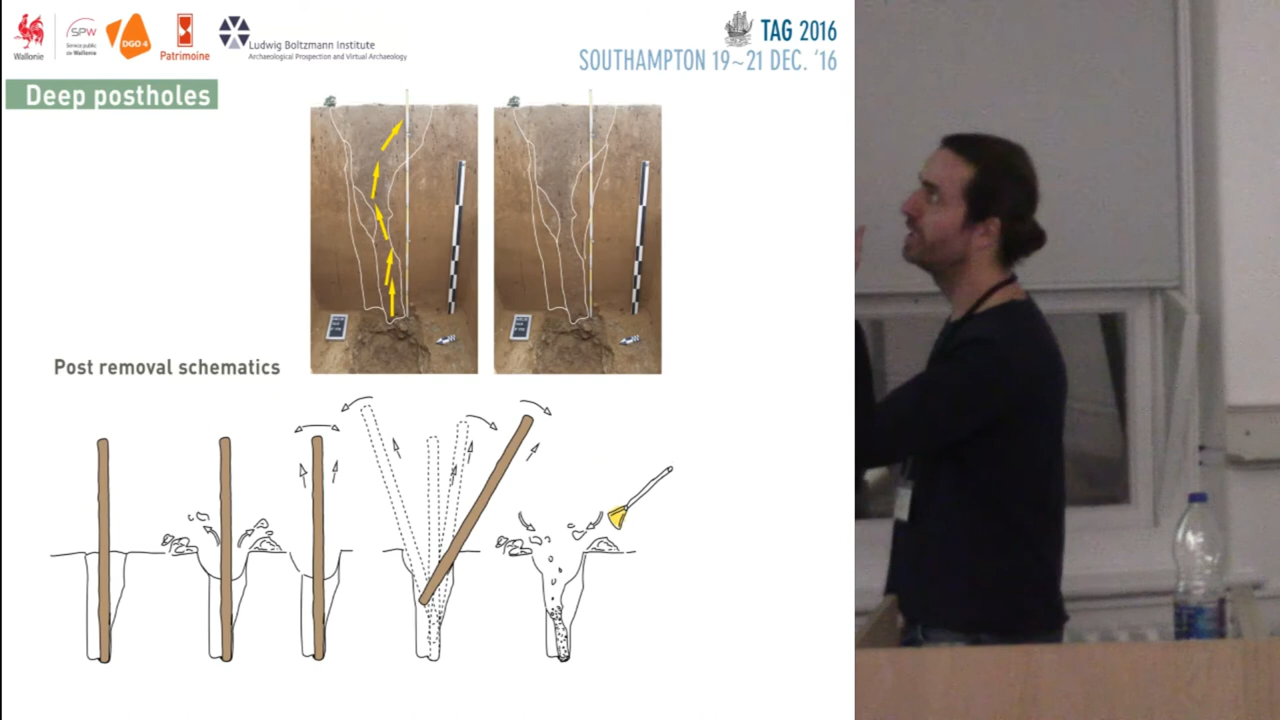 Wallonie
SPW
Service public
de Wallonie
DGO 4
Patrimoine
Ludwig Boltzmann Institute
Archaeological Prospection and Virtual Archaeology
TAG 2016
SOUTHAMPTON 19~21 DEC. '16
Deep postholes
Post removal schematics